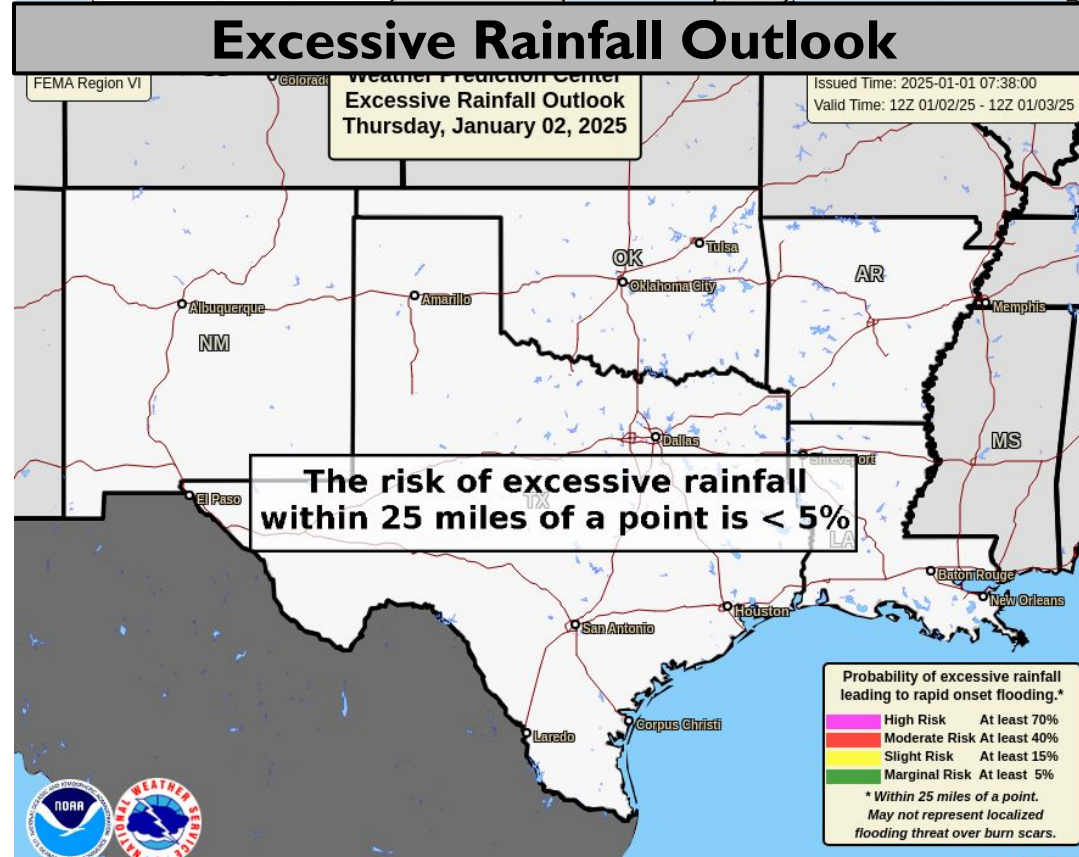 Excessive Rainfall Outlook
FEMA Region VI
Weather Prediction Center
Excessive Rainfall Outlook
Thursday, January 02, 2025
Issued Time: 2025-01-01 07:38:00
Valid Time: 12Z 01/02/25 - 12Z 01/03/25
Colorado
Tulsa
OK
Oklahoma City
AR
Albuquerque
Amarillo
Memphis
NM
Dallas
MS
Shreveport
The risk of excessive rainfall
within 25 miles of a point is < 5%
TX
El Paso
LA
Baton Rouge
New Orleans
Houston
San Antonio
Corpus Christi
Laredo
Probability of excessive rainfall
leading to rapid onset flooding.*
High Risk At least 70%
Moderate Risk At least 40%
Slight Risk At least 15%
Marginal Risk At least 5%
* Within 25 miles of a point.
May not represent localized
flooding threat over burn scars.
NOAA
NATIONAL WEATHER SERVICE